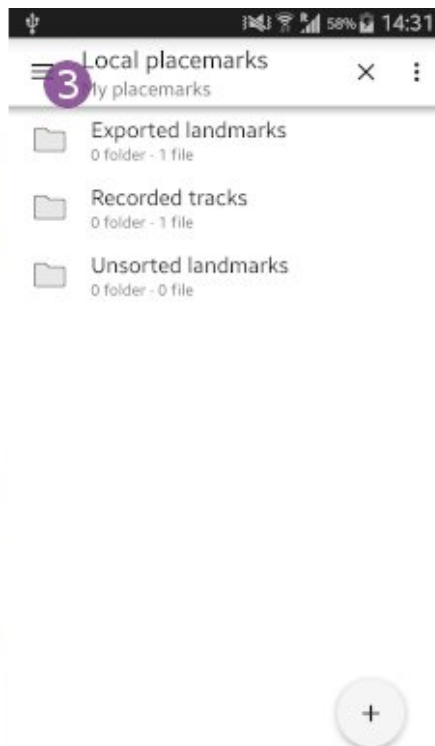 58% 14:31
Local placemarks
3
My placemarks
Exported landmarks
0 folder - 1 file
Recorded tracks
0 folder - 1 file
Unsorted landmarks
0 folder - 0 file
+